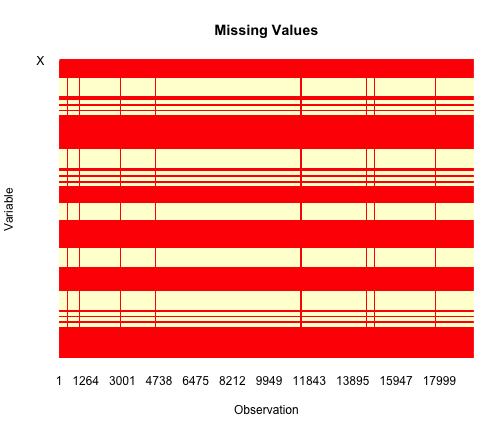 Missing Values
X
Variable
1 1264 3001 4738 6475 8212 9949 11843 13895 15947 17999
Observation